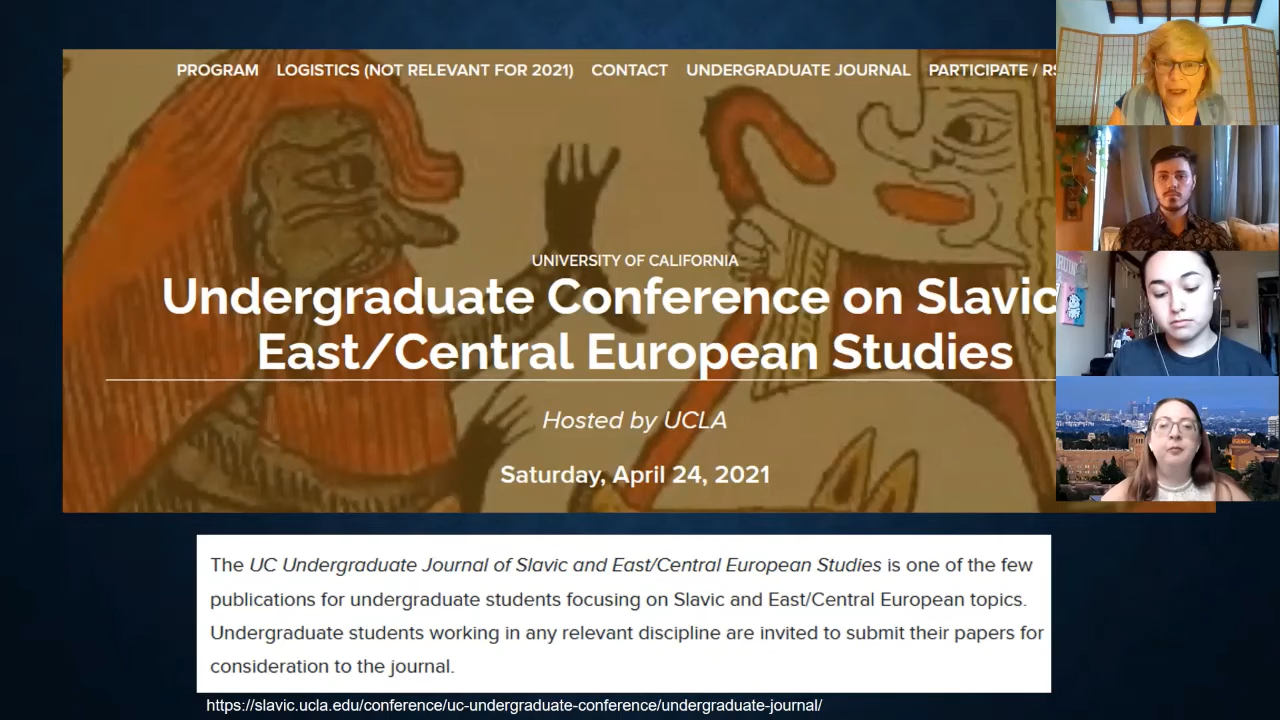 PROGRAM LOGISTICS (NOT RELEVANT FOR 2021) CONTACT UNDERGRADUATE JOURNAL PARTICIPATE / RS
UNIVERSITY OF CALIFORNIA
Undergraduate Conference on Slavic
East/Central European Studies
Hosted by UCLA
Saturday, April 24, 2021
The UC Undergraduate Journal of Slavic and East/Central European Studies is one of the few
publications for undergraduate students focusing on Slavic and East/Central European topics.
Undergraduate students working in any relevant discipline are invited to submit their papers for
consideration to the journal.
https://slavic.ucla.edu/conference/uc-undergraduate-conference/undergraduate-journal/